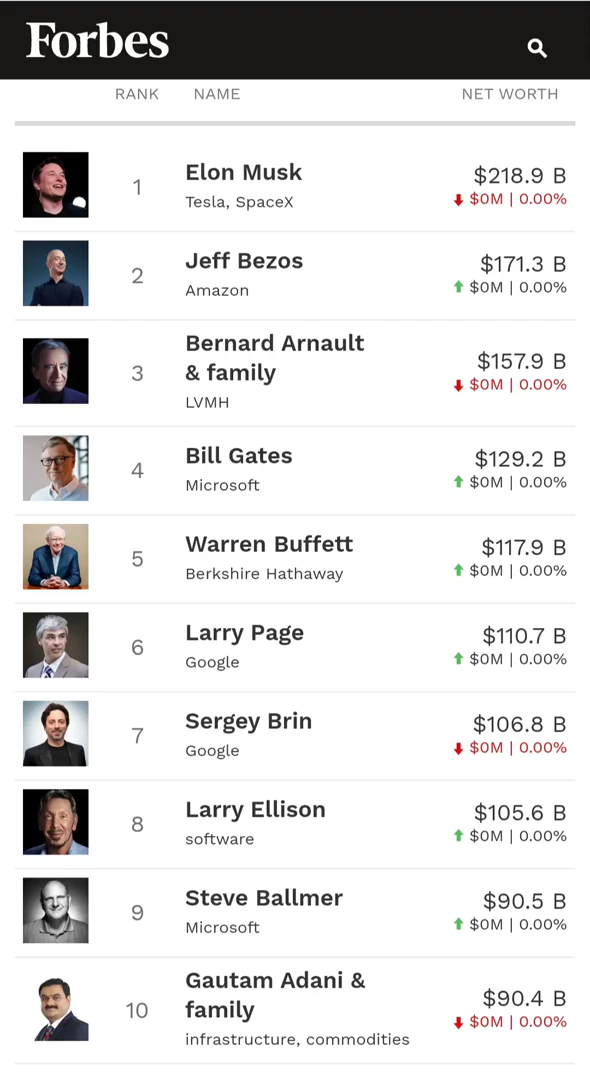 Forbes
RANK NAME NET WORTH
1 Elon Musk $218.9 B
Tesla, SpaceX $0M | 0.00%
2 Jeff Bezos $171.3 B
Amazon $0M | 0.00%
3 Bernard Arnault
& family $157.9 B
LVMH $0M | 0.00%
4 Bill Gates $129.2 B
Microsoft $0M | 0.00%
5 Warren Buffett $117.9 B
Berkshire Hathaway $0M | 0.00%
6 Larry Page $110.7 B
Google $0M | 0.00%
7 Sergey Brin $106.8 B
Google $0M | 0.00%
8 Larry Ellison $105.6 B
software $0M | 0.00%
9 Steve Ballmer $90.5 B
Microsoft $0M | 0.00%
10 Gautam Adani &
family $90.4 B
infrastructure, commodities $0M | 0.00%